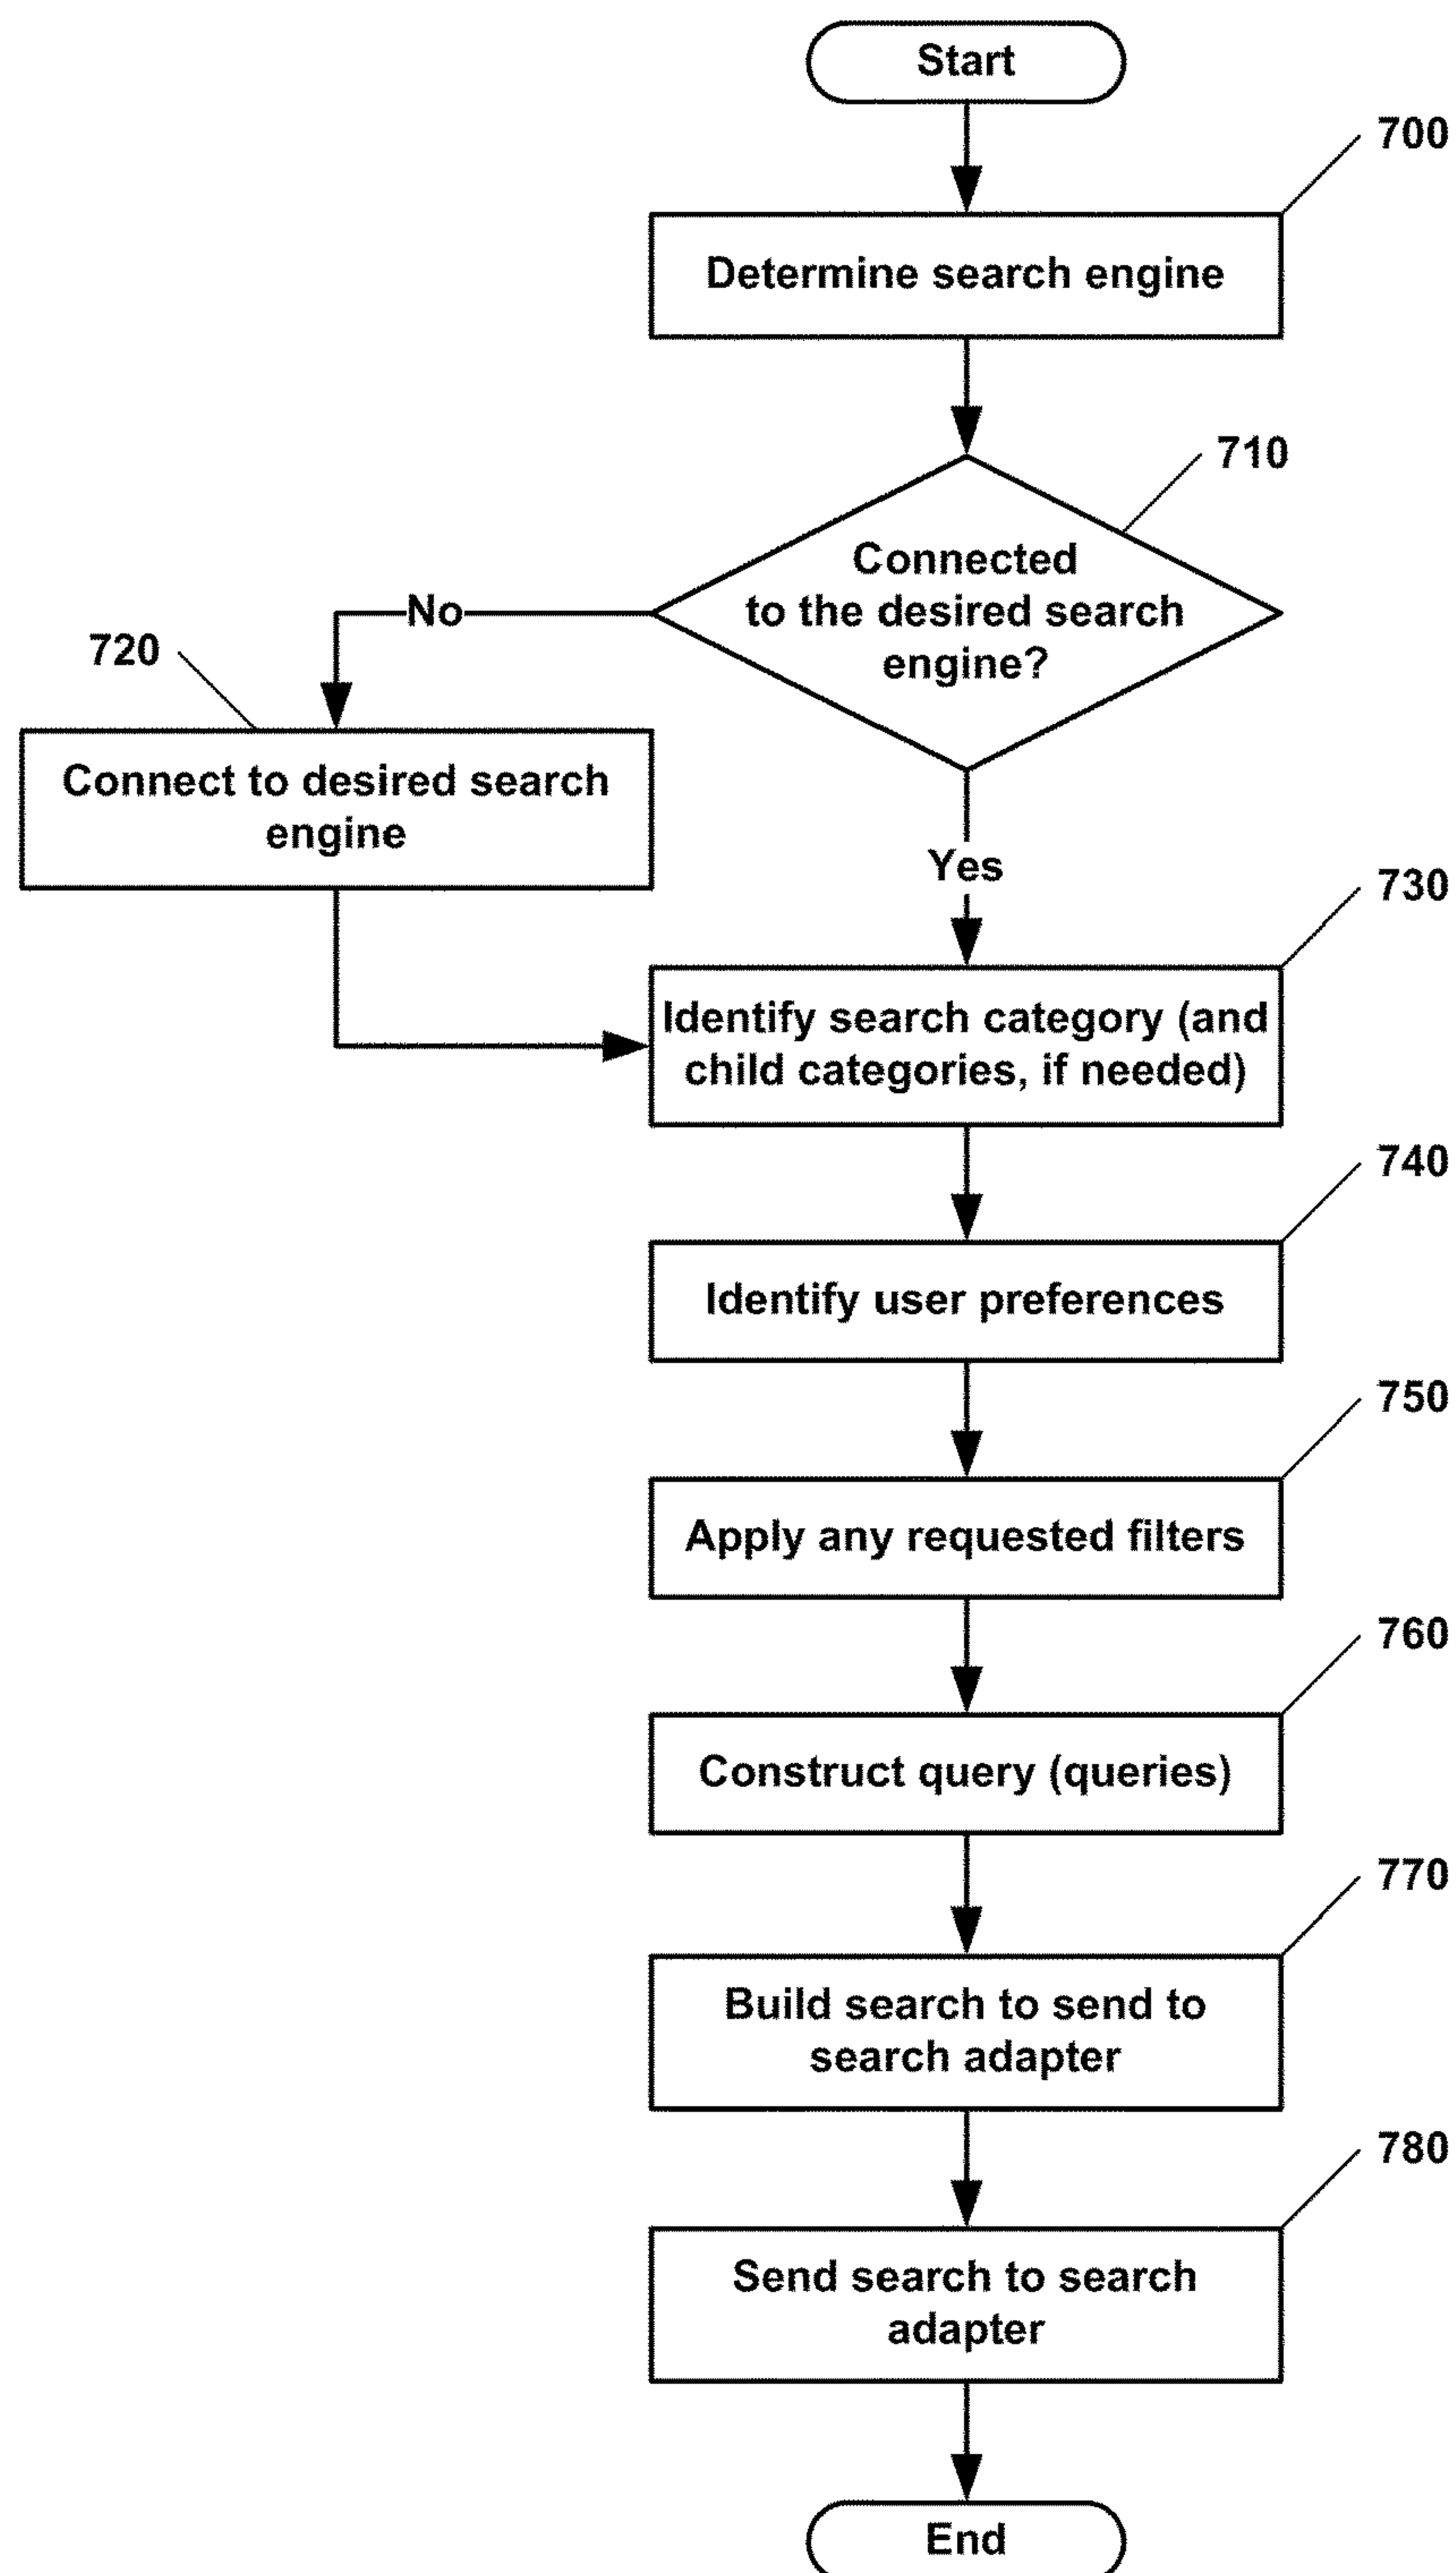 Start
700
Determine search engine
710
Connected
to the desired search
engine?
No
720
Connect to desired search
engine
Yes
730
Identify search category (and
child categories, if needed)
740
Identify user preferences
750
Apply any requested filters
760
Construct query (queries)
770
Build search to send to
search adapter
780
Send search to search
adapter
End